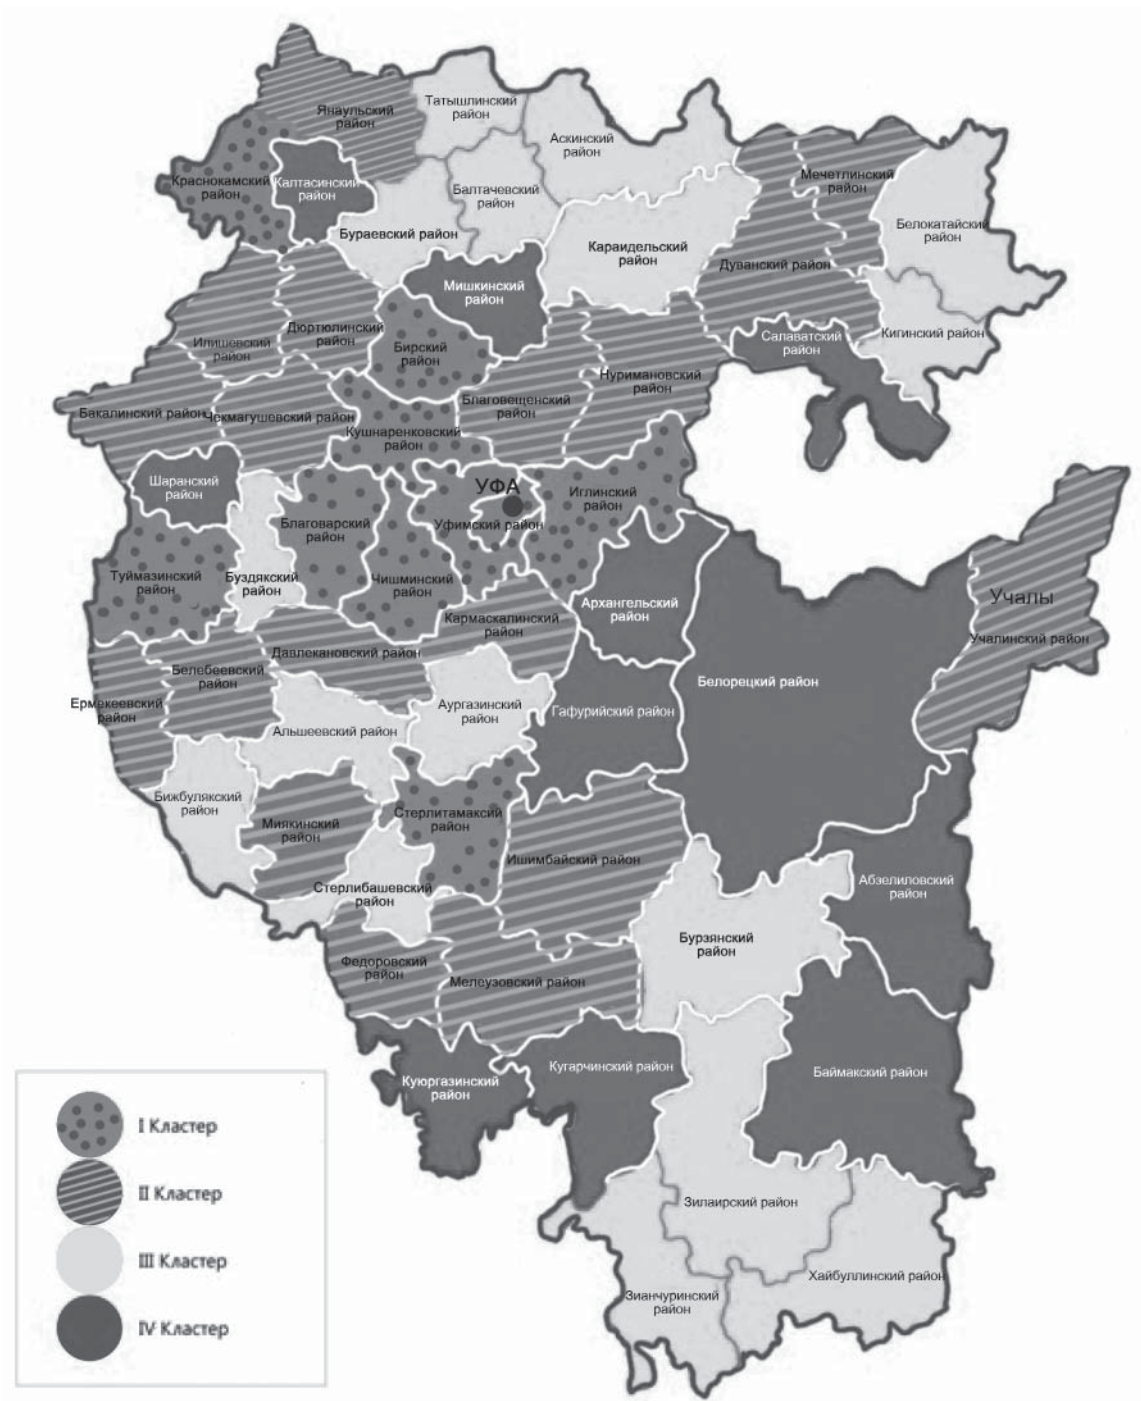 Янаульский
район
Татышлинский
район
Аскинский
район
Краснокамский
район
Калтасинский
район
Балтачевский
район
Бураевский район
Караидельский
район
Мечетлинский
район
Белокатайский
район
Дуванский район
Мишкинский
район
Илишевский
район
Дюртюлинский
район
Бирский
район
Салаватский
район
Кигинский район
Нуримановский
район
Бакалинский район
Чекмагушевский район
Благовещенский
район
Кушнаренковский
район
Шаранский
район
УФА
Уфимский район
Иглинский
район
Благоварский
район
Туймазинский
район
Буздякский
район
Чишминский
район
Архангельский
район
Учалы
Учалинский район
Кармаскалинский
район
Давлекановский район
Белебеевский
район
Ермекеевский
район
Белорецкий район
Аургазинский
район
Гафурийский район
Альшеевский район
Бижбулякский
район
Миякинский
район
Стерлитамаксий
район
Ишимбайский район
Стерлибашевский
район
Абзелиловский
район
Бурзянский
район
Федоровский
район
Мелеузовский район
Куюргазинский
район
Кугарчинский район
Баймакский район
Зилаирский район
Зианчуринский
район
Хайбуллинский район
I Кластер
II Кластер
III Кластер
IV Кластер